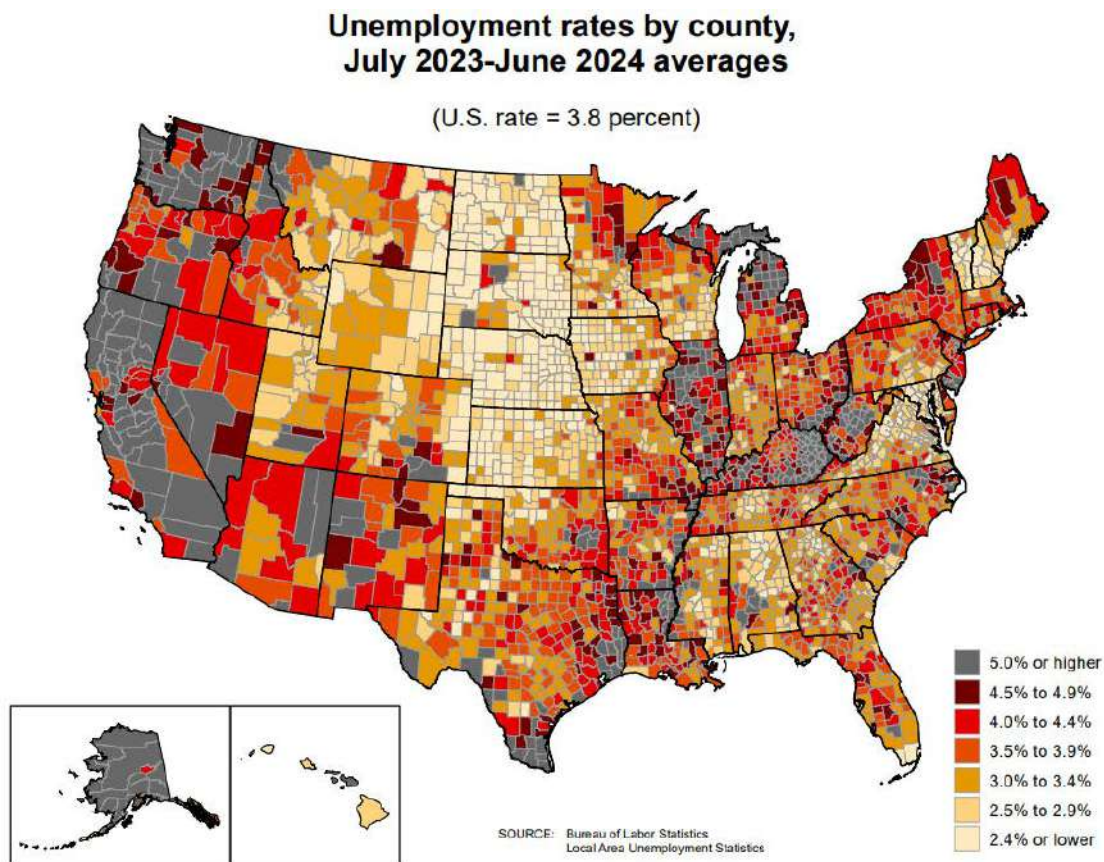 Unemployment rates by county,
July 2023-June 2024 averages
(U.S. rate = 3.8 percent)
5.0% or higher
4.5% to 4.9%
4.0% to 4.4%
3.5% to 3.9%
3.0% to 3.4%
2.5% to 2.9%
2.4% or lower
SOURCE: Bureau of Labor Statistics
Local Area Unemployment Statistics